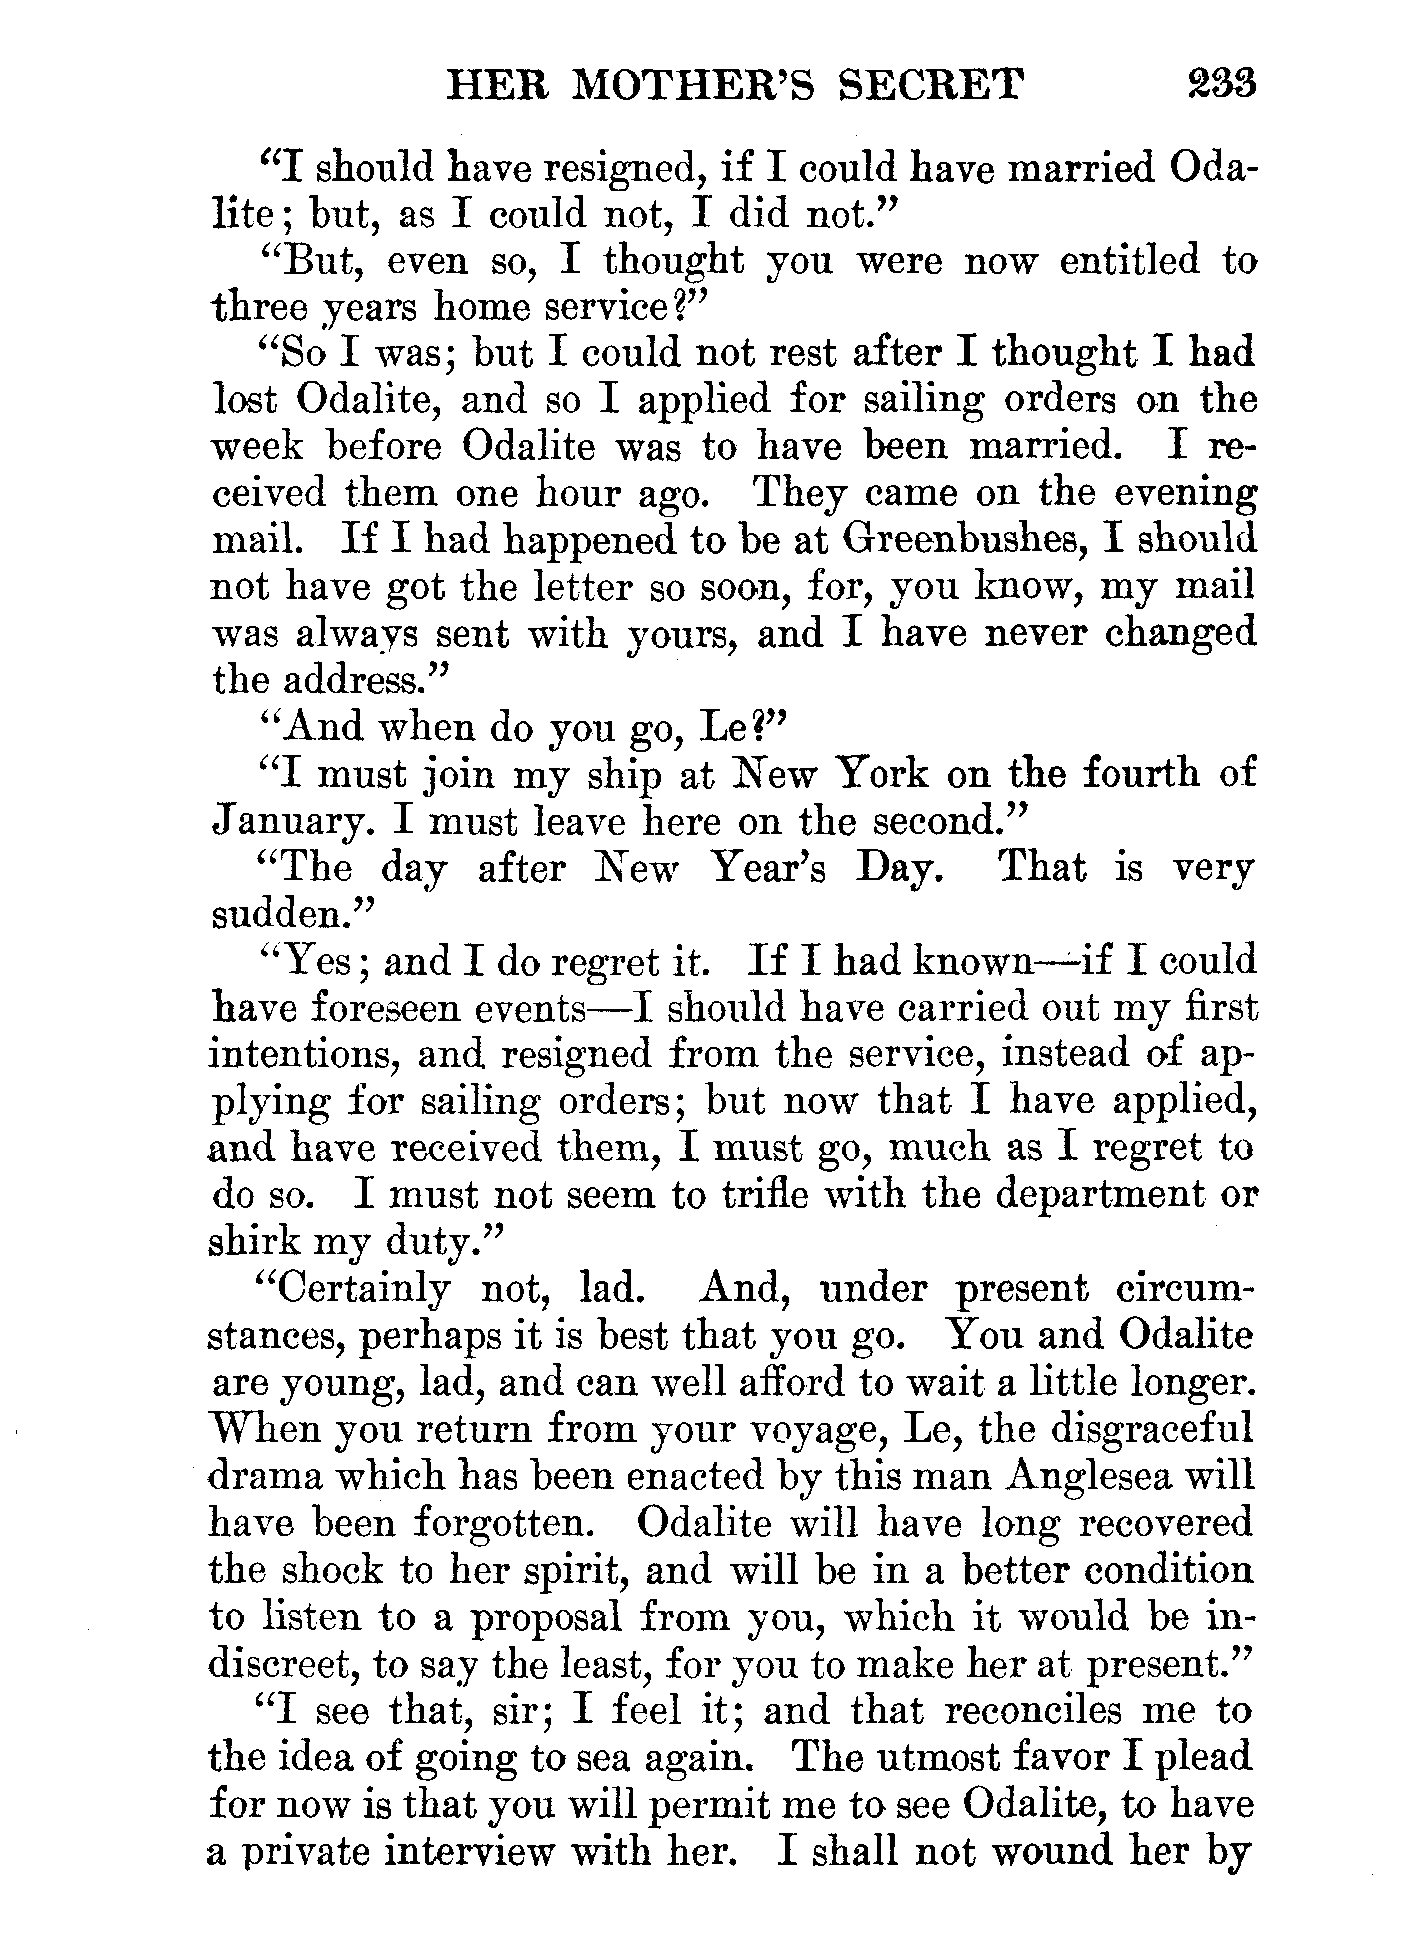 HER MOTHER'S SECRET 233
"I should have resigned, if I could have married Oda-
lite; but, as I could not, I did not."
"But, even so, I thought you were now entitled to
three years home service?"
"So I was; but I could not rest after I thought I had
lost Odalite, and so I applied for sailing orders on the
week before Odalite was to have been married. I re-
ceived them one hour ago. They came on the evening
mail. If I had happened to be at Greenbushes, I should
not have got the letter so soon, for, you know, my mail
was always sent with yours, and I have never changed
the address."
"And when do you go, Le?"
"I must join my ship at New York on the fourth of
January. I must leave here on the second."
"The day after New Year's Day. That is very
sudden."
"Yes; and I do regret it. If I had known—if I could
have foreseen events—I should have carried out my first
intentions, and resigned from the service, instead of ap-
plying for sailing orders; but now that I have applied,
and have received them, I must go, much as I regret to
do so. I must not seem to trifle with the department or
shirk my duty."
"Certainly not, lad. And, under present circum-
stances, perhaps it is best that you go. You and Odalite
are young, lad, and can well afford to wait a little longer.
When you return from your voyage, Le, the disgraceful
drama which has been enacted by this man Anglesea will
have been forgotten. Odalite will have long recovered
the shock to her spirit, and will be in a better condition
to listen to a proposal from you, which it would be in-
discreet, to say the least, for you to make her at present."
"I see that, sir; I feel it; and that reconciles me to
the idea of going to sea again. The utmost favor I plead
for now is that you will permit me to see Odalite, to have
a private interview with her. I shall not wound her by